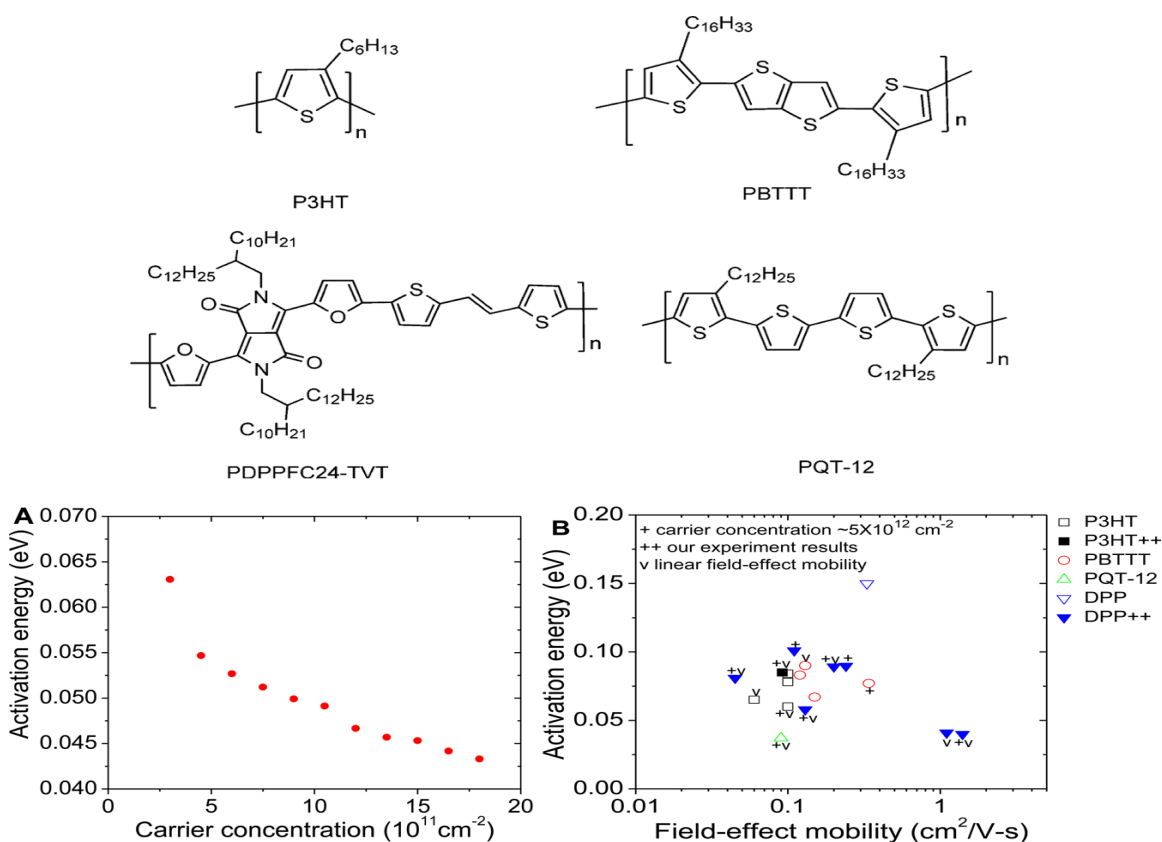 C6H13
S
n
P3HT
C16H33
S
S
S
S
C16H33
n
PBTTT
C10H21
C12H25
O
N
O
S
S
O
N
O
n
C12H25
C10H21
PDPPFC24-TVT
C12H25
S
S
S
S
C12H25
n
PQT-12
A
Activation energy (eV)
0.070
0.065
0.060
0.055
0.050
0.045
0.040
0
5
10
15
20
Carrier concentration (10^11 cm^-2)
B
Activation energy (eV)
0.20
0.15
0.10
0.05
0.00
+ carrier concentration ~5X10^12 cm^-2
++ our experiment results
v linear field-effect mobility
+
+v
v
+v
+
+v
v
+
+v
+v
+v
v
+v
0.01
0.1
1
Field-effect mobility (cm^2/V-s)
P3HT
P3HT++
PBTTT
PQT-12
DPP
DPP++